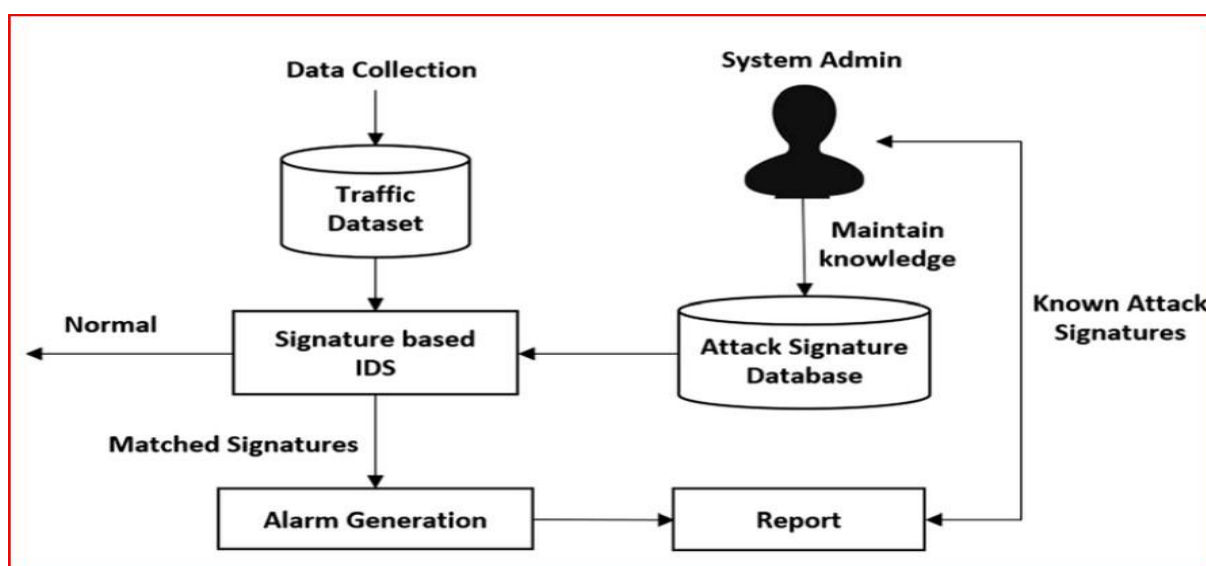 Data Collection
System Admin
Traffic
Dataset
Maintain
knowledge
Normal
Signature based
IDS
Attack Signature
Database
Known Attack
Signatures
Matched Signatures
Alarm Generation
Report